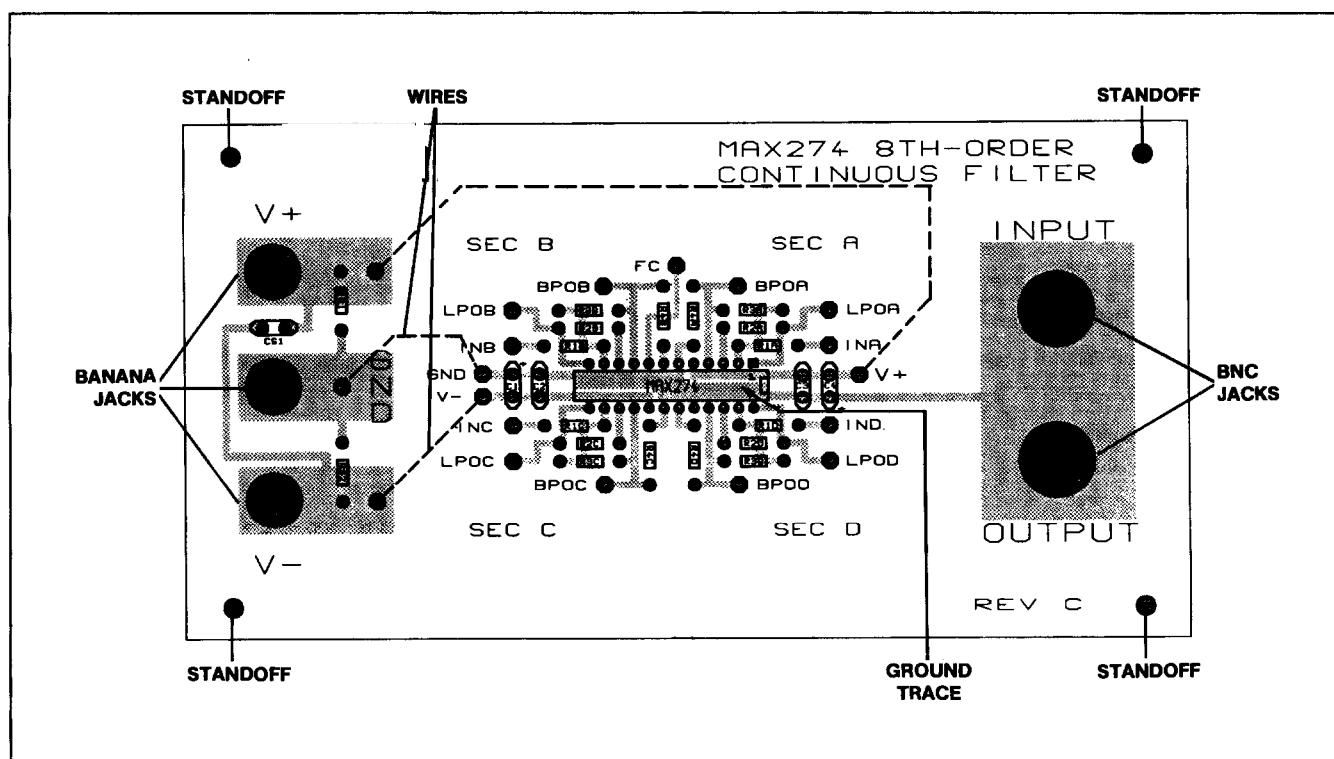 STANDOFF
WIRES
STANDOFF
MAX274 8TH-ORDER
CONTINUOUS FILTER
V+
INPUT
SEC B
SEC A
FC
BPOB
BPOA
LPOB
LPOA
INB
INA
CS1
BANANA
JACKS
GND
GND
MAX274
V+
V-
BNC
JACKS
INC
IND.
LPOC
LPOD
BPOC
BPOD
SEC C
SEC D
OUTPUT
V-
REV C
STANDOFF
GROUND
TRACE
STANDOFF